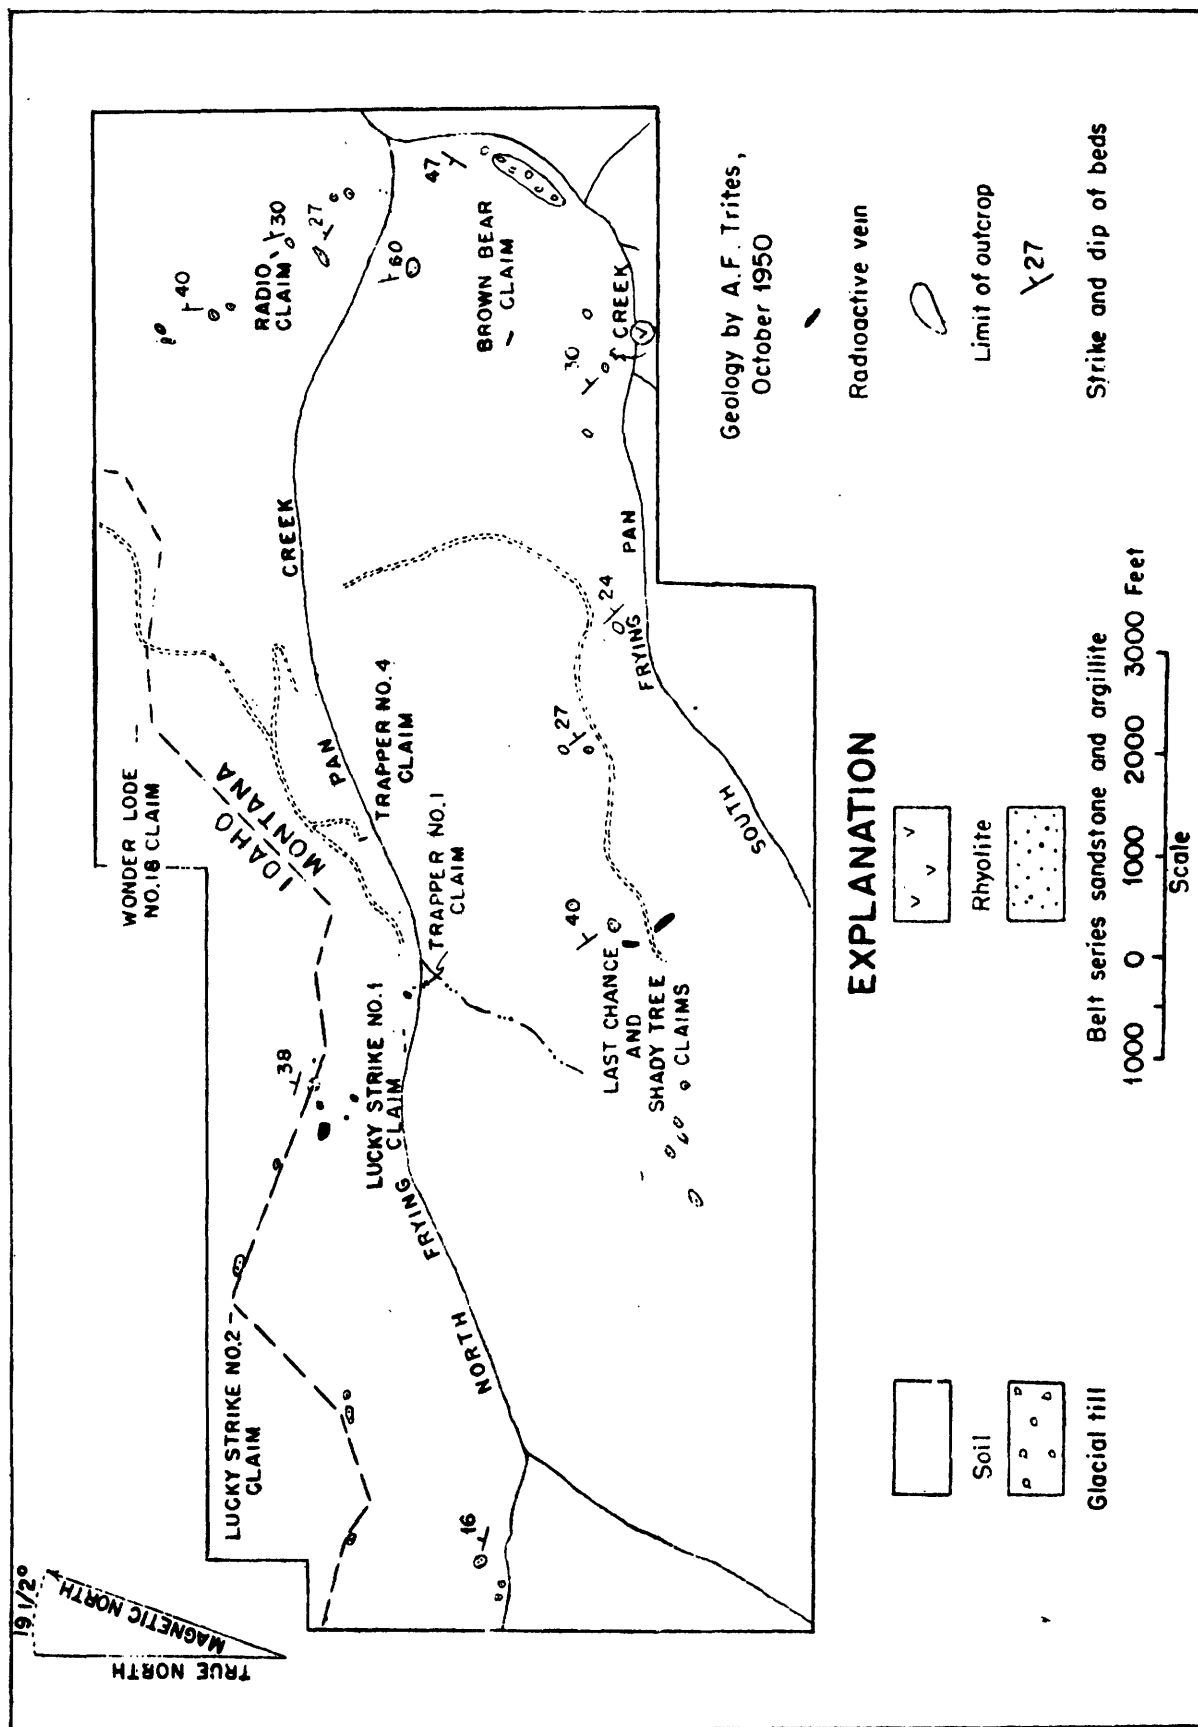 19 1/2°
TRUE NORTH
MAGNETIC NORTH
LUCKY STRIKE NO.2
CLAIM
WONDER LODE
NO.18 CLAIM
IDAHO
MONTANA
38
LUCKY STRIKE NO.1
CLAIM
TRAPPER NO.1
CLAIM
TRAPPER NO.4
CLAIM
NORTH FRYING PAN CREEK
RADIO
CLAIM
40
30
27
60
47
BROWN BEAR
CLAIM
16
LAST CHANCE
AND
SHADY TREE
CLAIMS
40
27
24
30
SOUTH FRYING PAN CREEK
EXPLANATION
Soil
Glacial till
Rhyolite
Belt series sandstone and argillite
Geology by A.F. Trites,
October 1950
Radioactive vein
Limit of outcrop
27
Strike and dip of beds
1000 0 1000 2000 3000 Feet
Scale